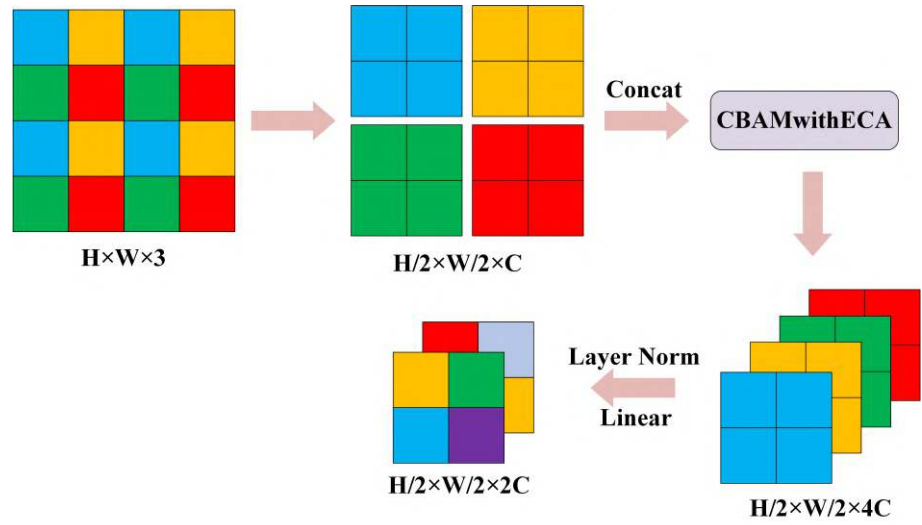 Concat
CBAMwithECA
H×W×3
H/2×W/2×C
Layer Norm
Linear
H/2×W/2×2C
H/2×W/2×4C